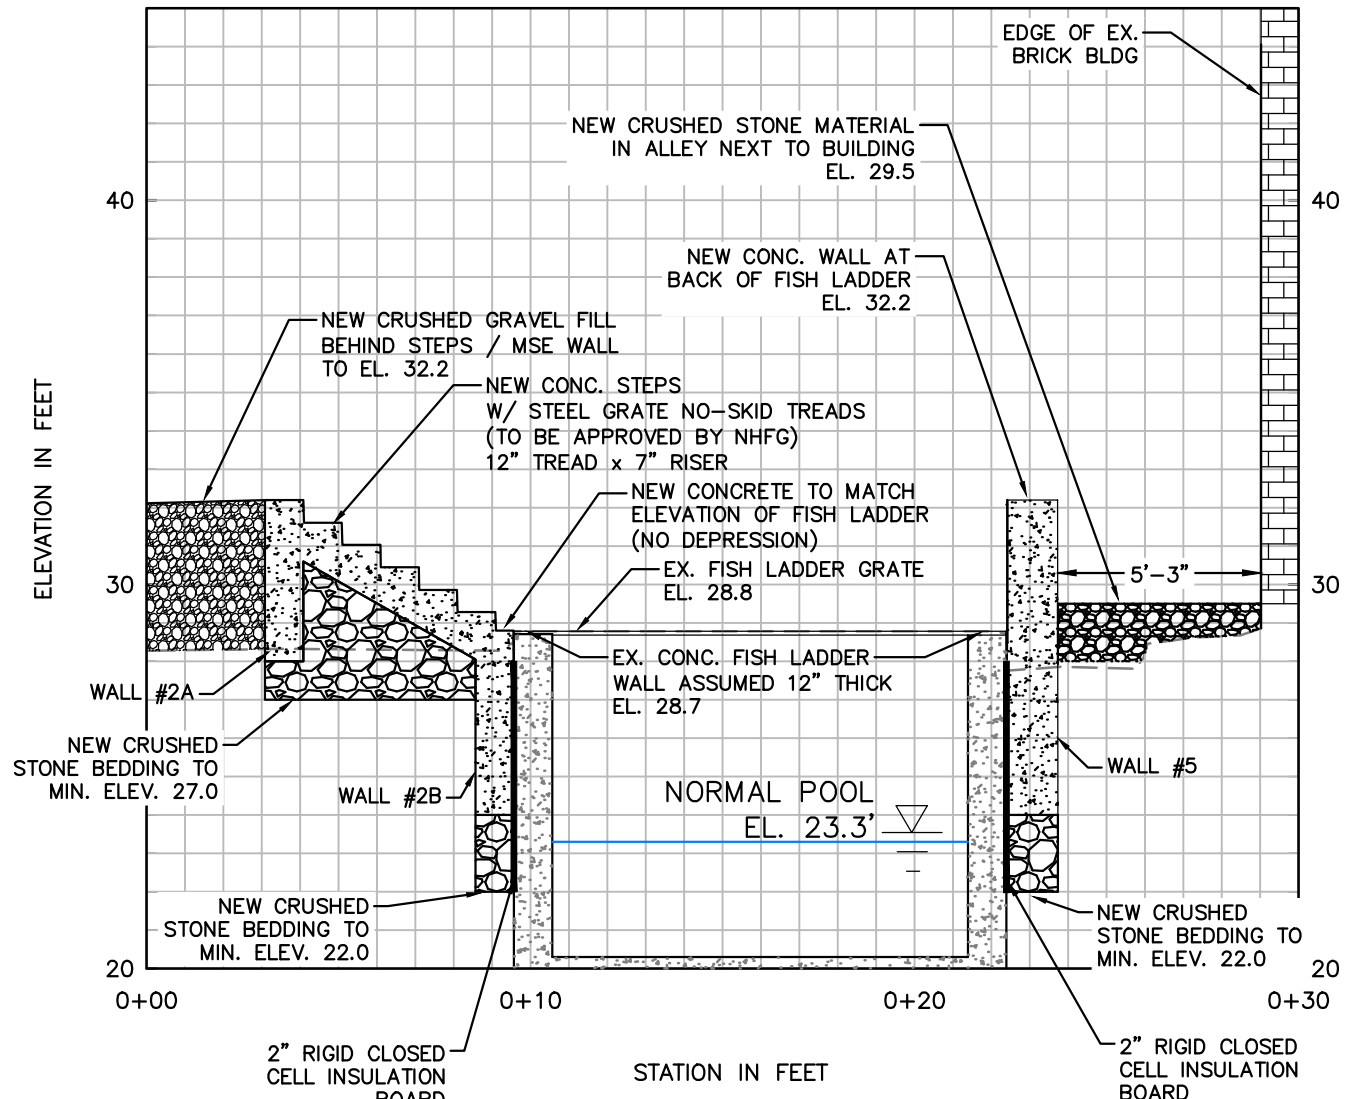 EDGE OF EX.
BRICK BLDG
NEW CRUSHED STONE MATERIAL
IN ALLEY NEXT TO BUILDING
EL. 29.5
40
40
NEW CONC. WALL AT
BACK OF FISH LADDER
EL. 32.2
NEW CRUSHED GRAVEL FILL
BEHIND STEPS / MSE WALL
TO EL. 32.2
NEW CONC. STEPS
W/ STEEL GRATE NO-SKID TREADS
(TO BE APPROVED BY NHFG)
12" TREAD x 7" RISER
ELEVATION IN FEET
NEW CONCRETE TO MATCH
ELEVATION OF FISH LADDER
(NO DEPRESSION)
EX. FISH LADDER GRATE
EL. 28.8
5'-3"
30
30
EX. CONC. FISH LADDER
WALL ASSUMED 12" THICK
EL. 28.7
WALL #2A
NEW CRUSHED
STONE BEDDING TO
MIN. ELEV. 27.0
WALL #2B
NORMAL POOL
EL. 23.3'
WALL #5
NEW CRUSHED
STONE BEDDING TO
MIN. ELEV. 22.0
NEW CRUSHED
STONE BEDDING TO
MIN. ELEV. 22.0
20
20
0+00
0+10
0+20
0+30
2" RIGID CLOSED
CELL INSULATION
BOARD
STATION IN FEET
2" RIGID CLOSED
CELL INSULATION
BOARD